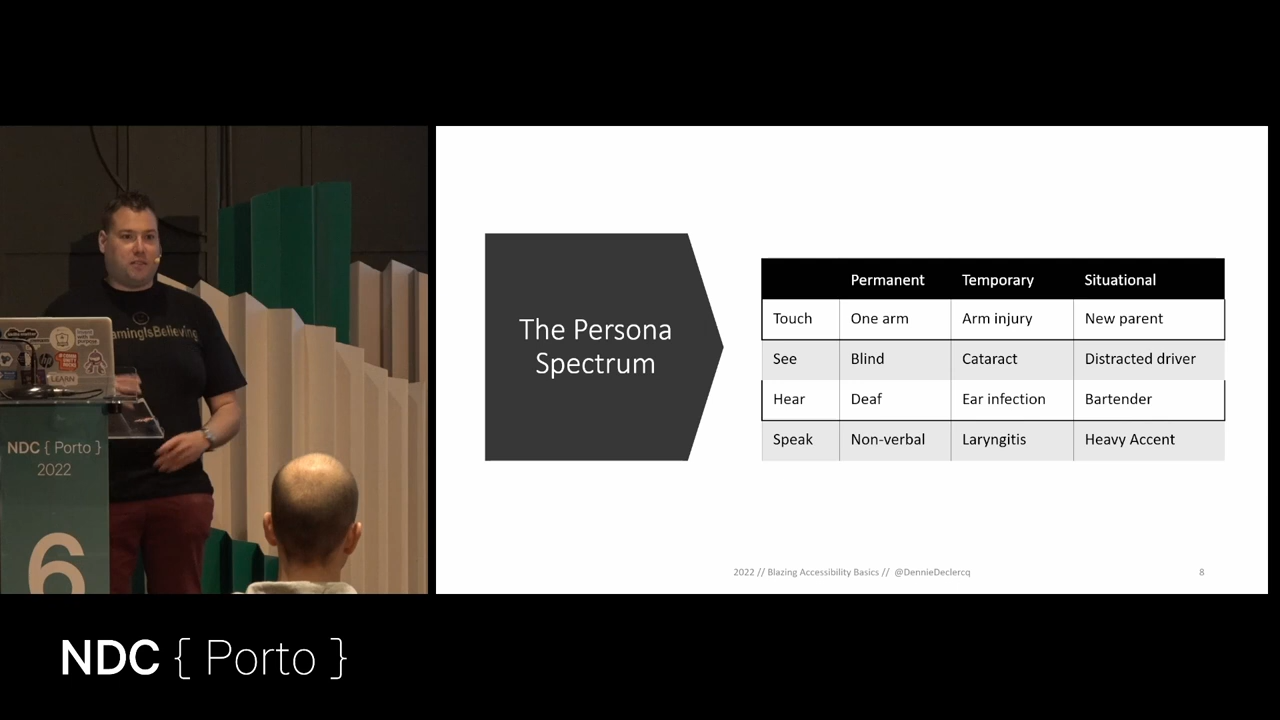 amingIsBelieving
LEARN
NDC { Porto }
2022
6
The Persona
Spectrum
Permanent Temporary Situational
Touch One arm Arm injury New parent
See Blind Cataract Distracted driver
Hear Deaf Ear infection Bartender
Speak Non-verbal Laryngitis Heavy Accent
2022 // Blazing Accessibility Basics // @DennieDeclercq
8
NDC { Porto }